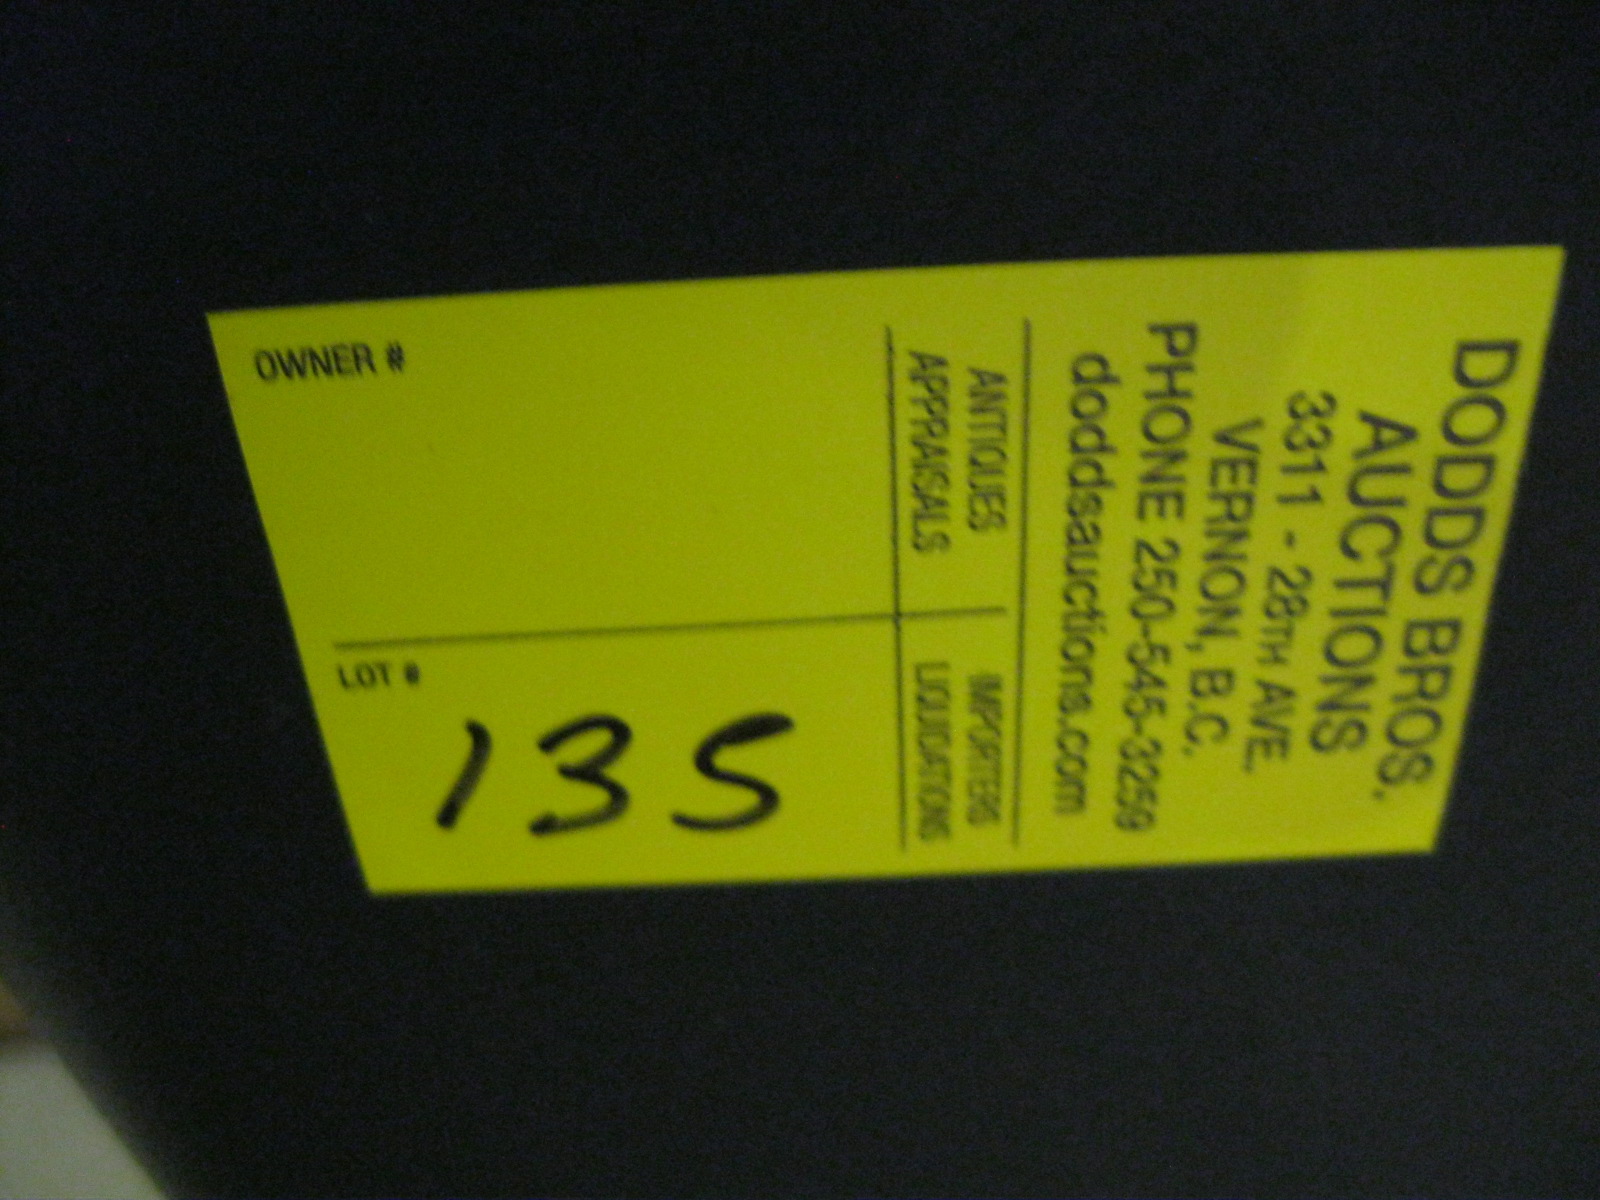 DODDS BROS.
AUCTIONS
3311 - 28TH AVE.
VERNON, B.C.
PHONE 250-545-3259
doddsauctions.com
ANTIQUES
APPRAISALS
IMPORTERS
LIQUIDATIONS
OWNER #
LOT #
135